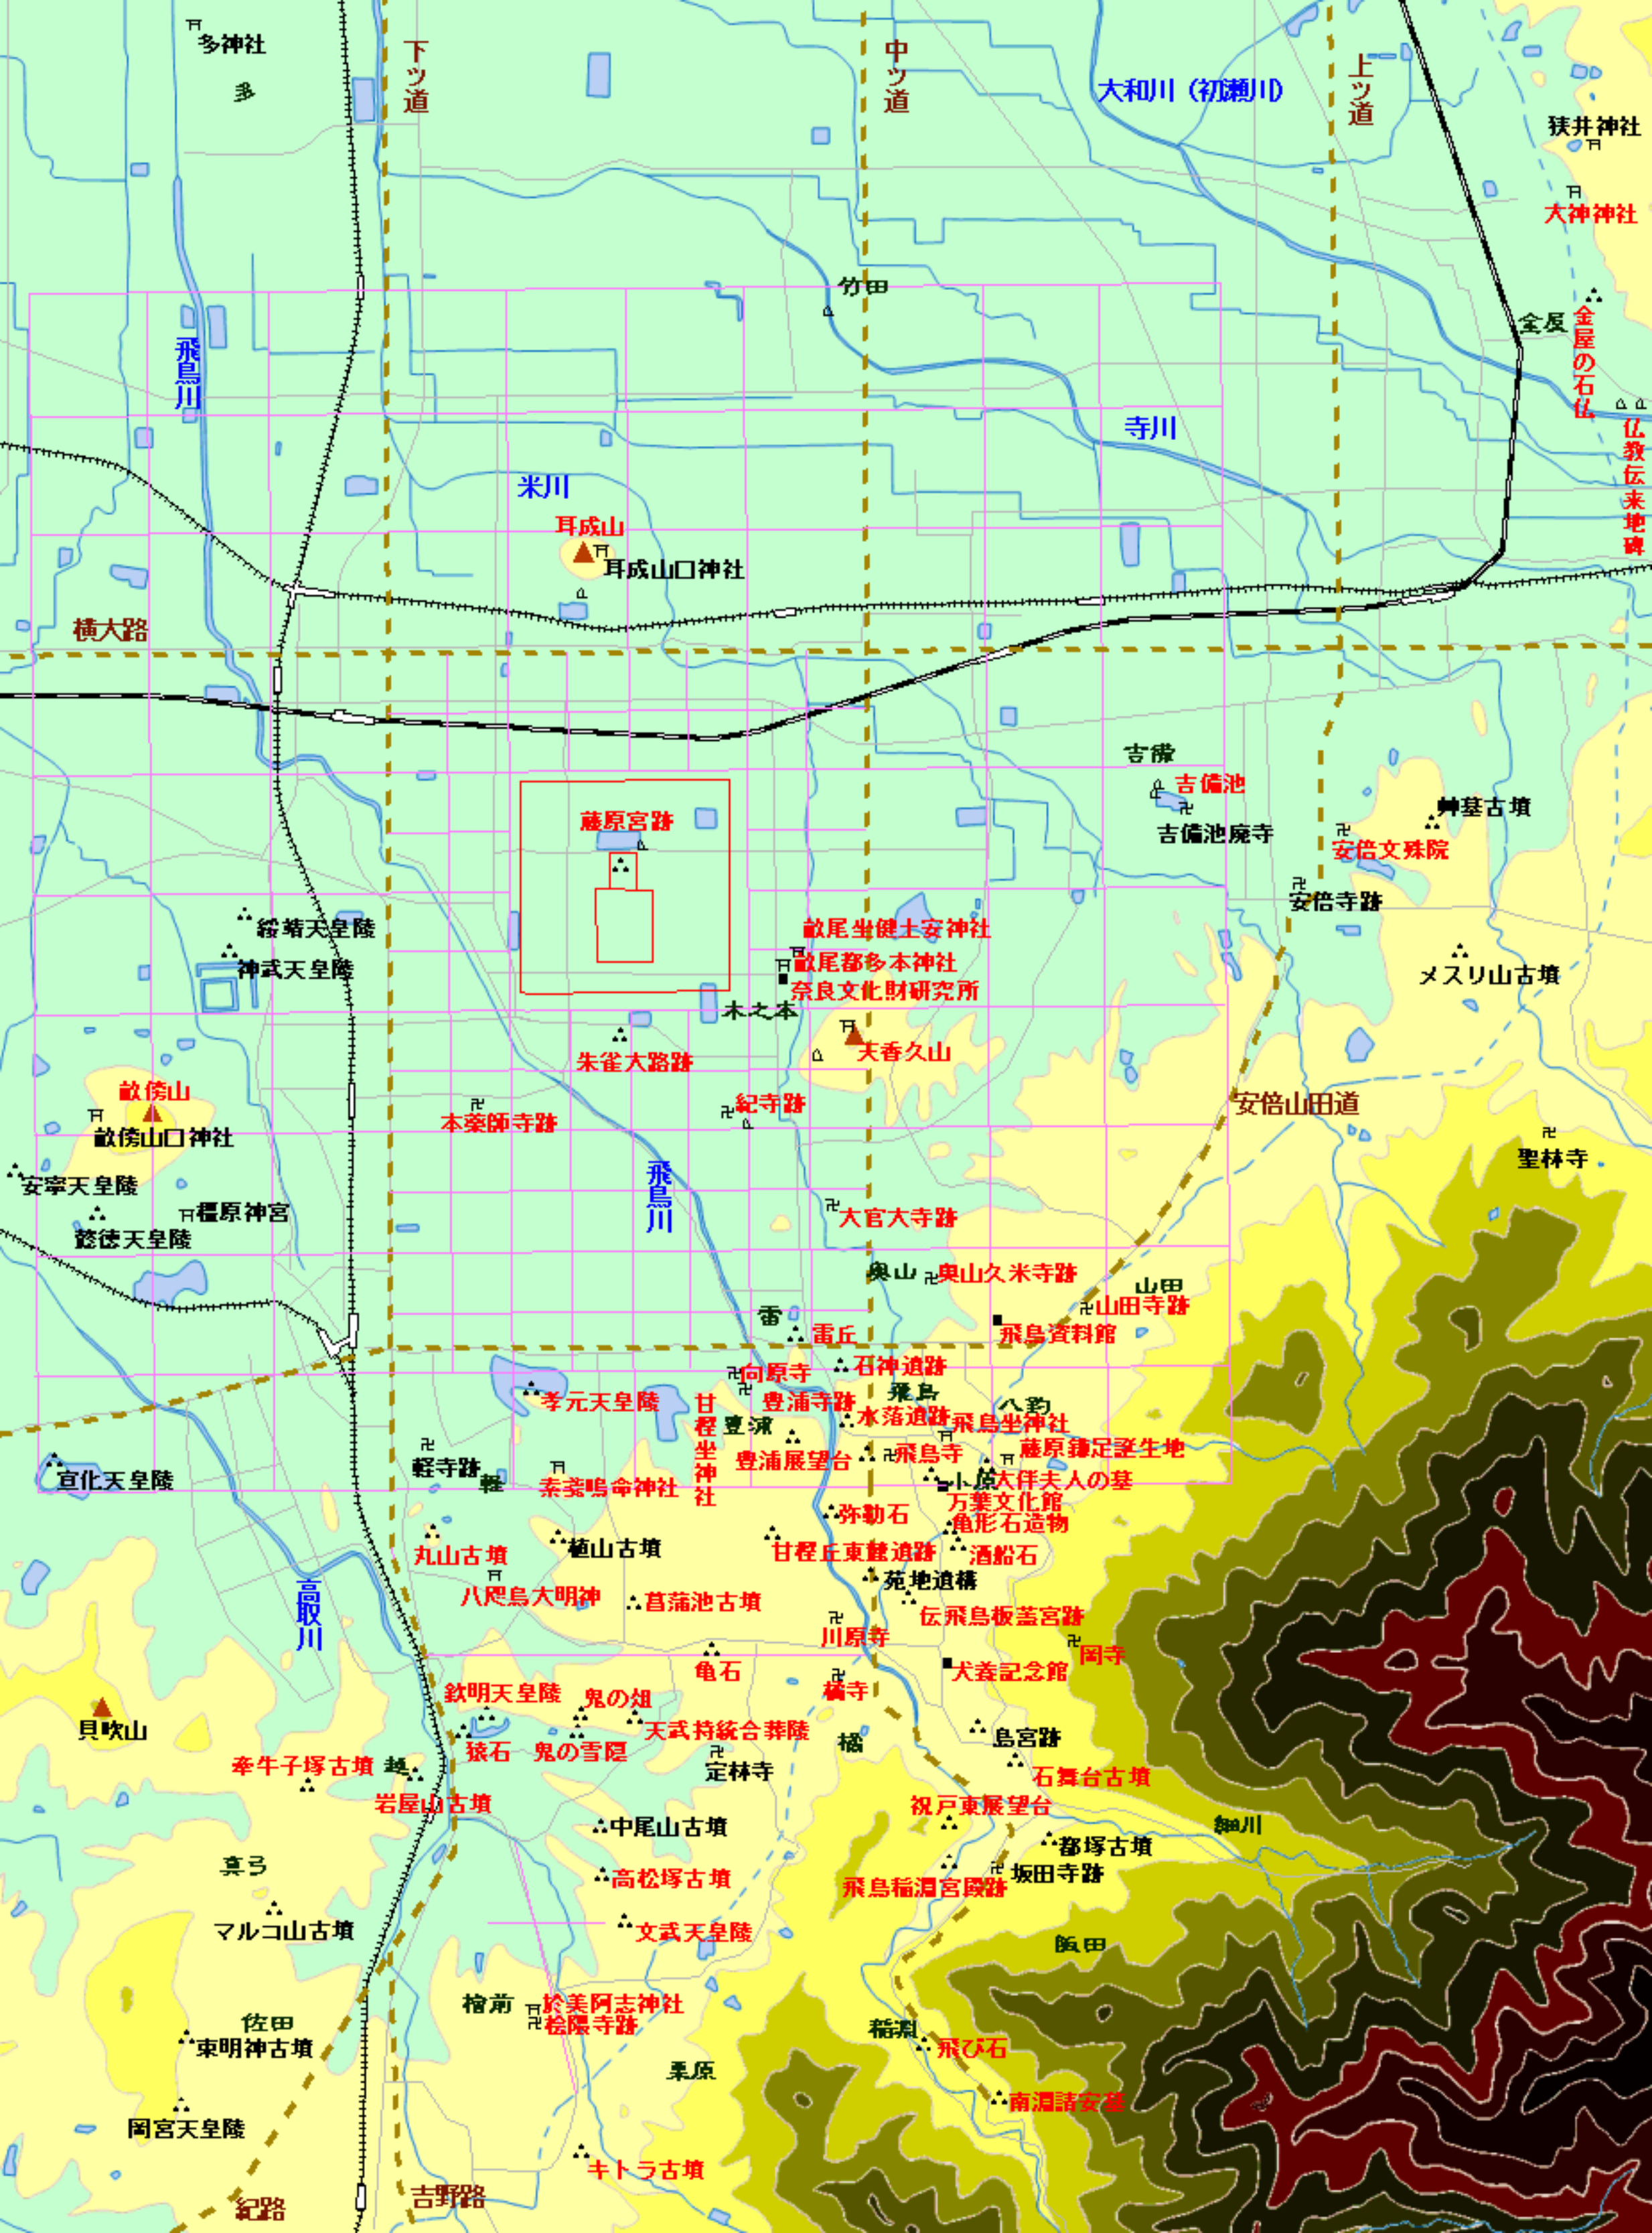 多神社
多
下ツ道
中ツ道
大和川(初瀬川)
上ツ道
狭井神社
大神神社
竹田
金屋
金屋の石仏
飛鳥川
寺川
仏教伝来地碑
米川
耳成山
耳成山口神社
横大路
吉備
吉備池
吉備池廃寺
艸墓古墳
安倍文殊院
安倍寺跡
藤原宮跡
綏靖天皇陵
神武天皇陵
畝尾坐健土安神社
畝尾都多本神社
奈良文化財研究所
木之本
メスリ山古墳
朱雀大路跡
天香久山
畝傍山
畝傍山口神社
本薬師寺跡
紀寺跡
安倍山田道
聖林寺
安寧天皇陵
橿原神宮
懿徳天皇陵
飛鳥川
大官大寺跡
奥山
奥山久米寺跡
山田
山田寺跡
雷
雷丘
飛鳥資料館
向原寺
石神遺跡
孝元天皇陵
甘樫坐神社
豊浦寺跡
飛鳥
八釣
豊浦
水落遺跡
飛鳥坐神社
豊浦展望台
飛鳥寺
藤原鎌足誕生地
軽寺跡
軽
宣化天皇陵
素戔嗚命神社
小原
大伴夫人の墓
万葉文化館
弥勒石
亀形石造物
丸山古墳
植山古墳
甘樫丘東麓遺跡
酒船石
八咫烏大明神
菖蒲池古墳
苑地遺構
高取川
伝飛鳥板蓋宮跡
川原寺
岡寺
亀石
犬養記念館
橘寺
欽明天皇陵
鬼の俎
貝吹山
天武持統合葬陵
橘
島宮跡
猿石
鬼の雪隠
牽牛子塚古墳
越
定林寺
石舞台古墳
岩屋山古墳
祝戸東展望台
細川
中尾山古墳
都塚古墳
真弓
高松塚古墳
坂田寺跡
飛鳥稲淵宮殿跡
マルコ山古墳
文武天皇陵
阪田
檜前
於美阿志神社
桧隈寺跡
佐田
東明神古墳
稲淵
飛び石
栗原
南淵請安墓
岡宮天皇陵
キトラ古墳
紀路
吉野路